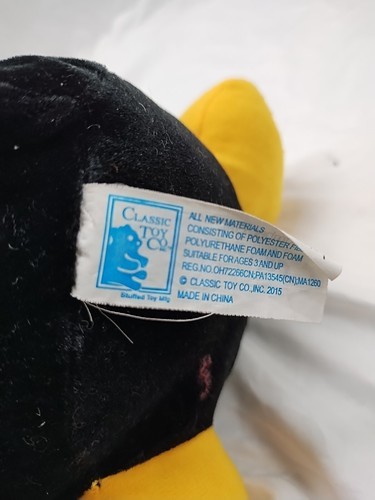 CLASSIC
TOY
CO.
Stuffed Toy Mfg
ALL NEW MATERIALS
CONSISTING OF POLYESTER
POLYURETHANE FOAM AND FOAM
SUITABLE FOR AGES 3 AND UP
REG.NO.OH72266CN;PA13545(CN);MA1260
© CLASSIC TOY CO.,INC. 2015
MADE IN CHINA